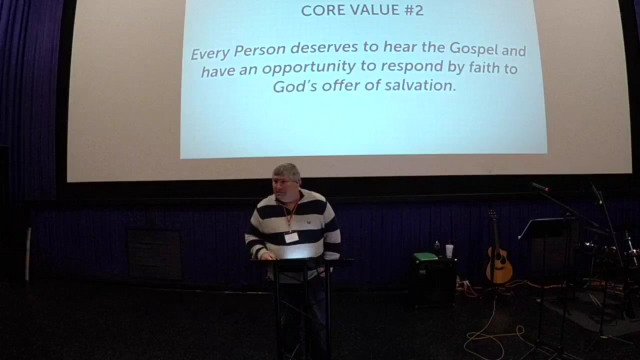 CORE VALUE #2
Every Person deserves to hear the Gospel and
have an opportunity to respond by faith to
God's offer of salvation.